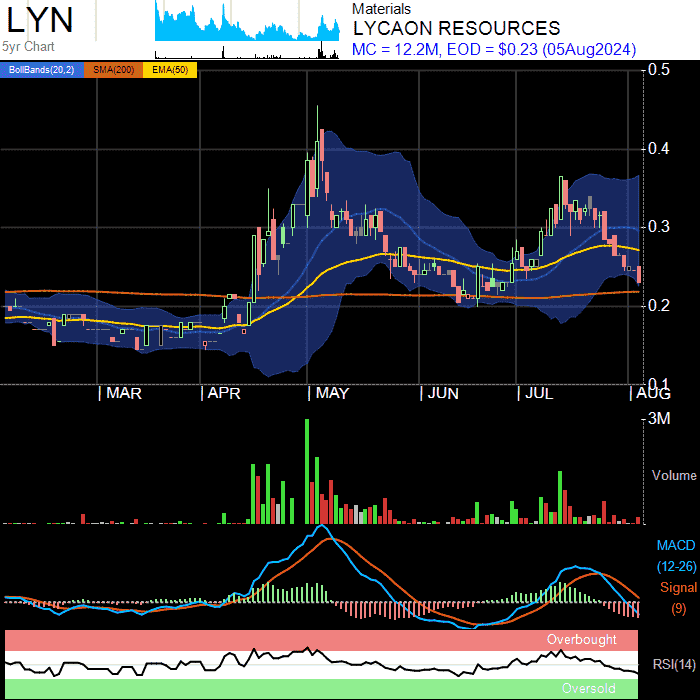 LYN
5yr Chart
Materials
LYCAON RESOURCES
MC = 12.2M, EOD = $0.23 (05Aug2024)
BollBands(20,2) SMA(200) EMA(50)
0.5
0.4
0.3
0.2
0.1
| MAR | APR | MAY | JUN | JUL | AUG
3M
Volume
MACD
(12-26)
Signal
(9)
Overbought
RSI(14)
Oversold